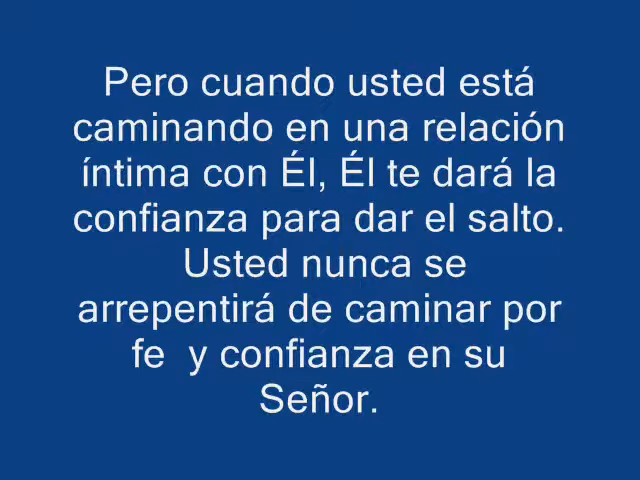 Pero cuando usted está
caminando en una relación
íntima con Él, Él te dará la
confianza para dar el salto.
Usted nunca se
arrepentirá de caminar por
fe  y confianza en su
Señor.